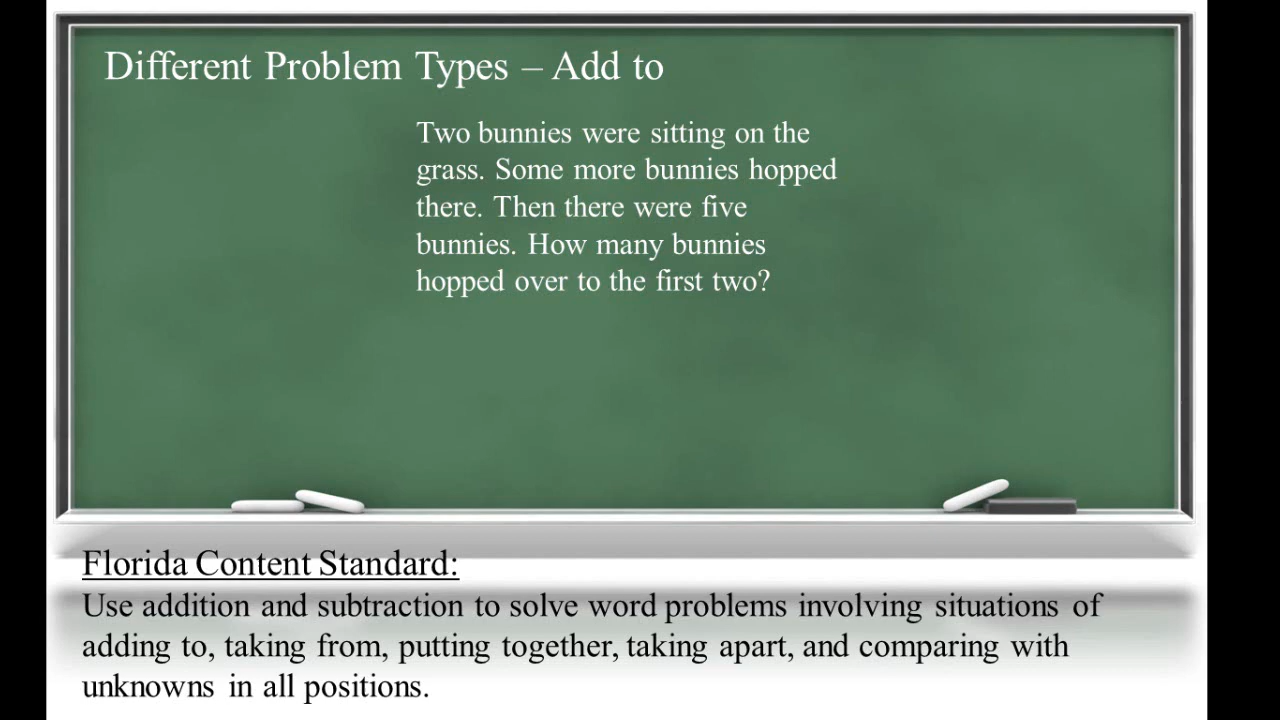 Different Problem Types – Add to
Two bunnies were sitting on the
grass. Some more bunnies hopped
there. Then there were five
bunnies. How many bunnies
hopped over to the first two?
Florida Content Standard:
Use addition and subtraction to solve word problems involving situations of
adding to, taking from, putting together, taking apart, and comparing with
unknowns in all positions.